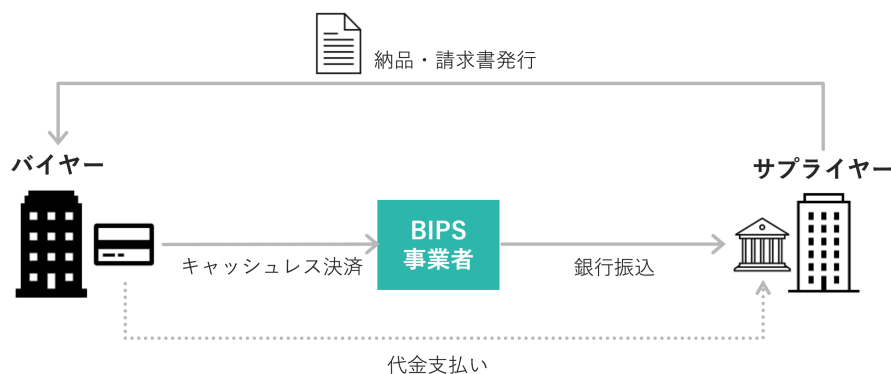 納品・請求書発行
バイヤー
サプライヤー
BIPS
事業者
キャッシュレス決済
銀行振込
代金支払い